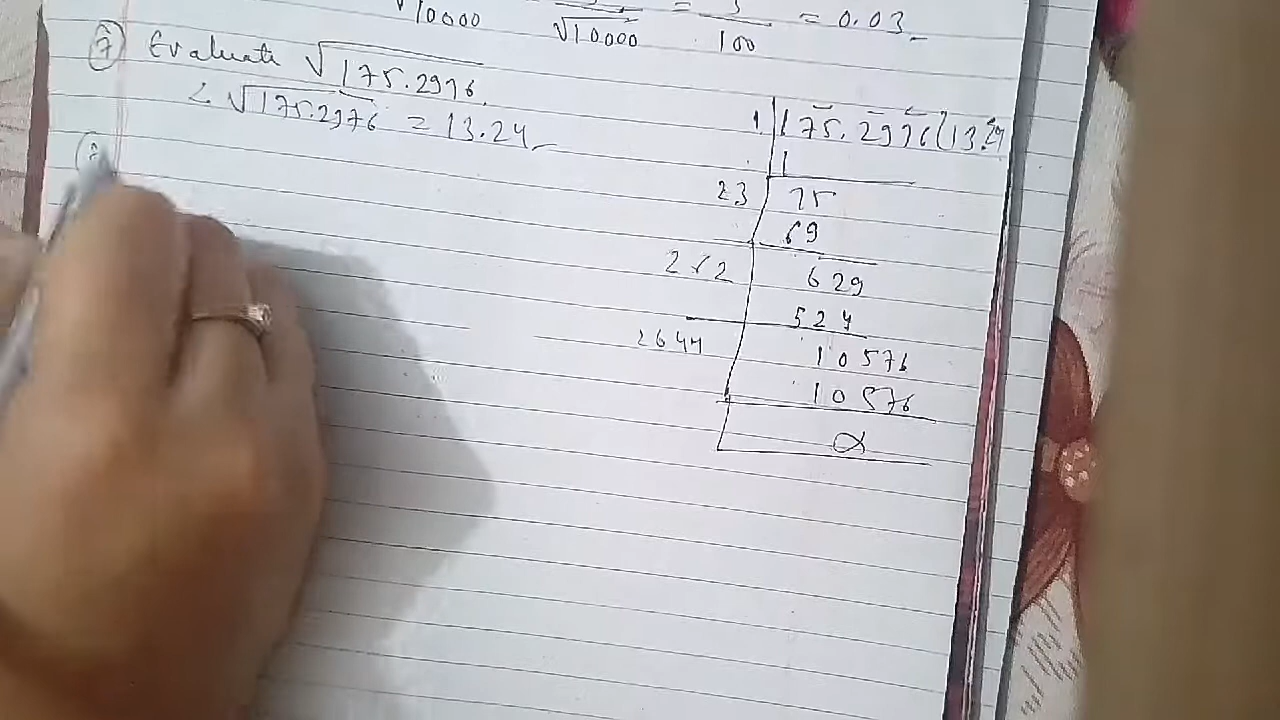 √10000 √10000 = 3/100 = 0.03
⑦ Evaluate √175.2976
∴ √175.2976 = 13.24
1 175.2976 (13.24
1
23 75
69
262 629
524
2644 10576
10576